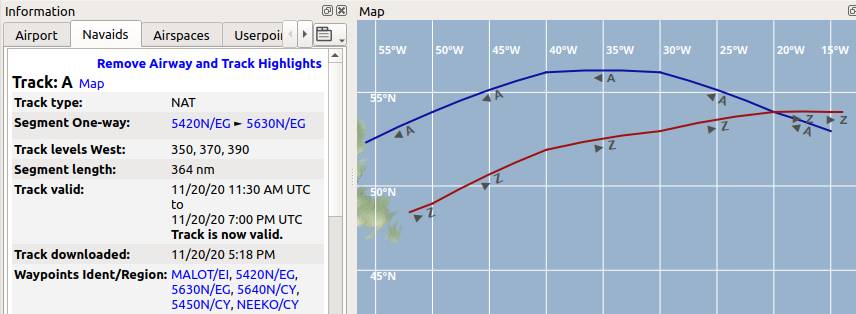 Information
Airport Navaids Airspaces Userpoi
Remove Airway and Track Highlights
Track: A Map
Track type: NAT
Segment One-way: 5420N/EG ► 5630N/EG
Track levels West: 350, 370, 390
Segment length: 364 nm
Track valid: 11/20/20 11:30 AM UTC
to
11/20/20 7:00 PM UTC
Track is now valid.
Track downloaded: 11/20/20 5:18 PM
Waypoints Ident/Region: MALOT/EI, 5420N/EG,
5630N/EG, 5640N/CY,
5450N/CY, NEEKO/CY
Map
55°W 50°W 45°W 40°W 35°W 30°W 25°W 20°W 15°W
A
55°N
A
A
A
Z
Z
A
Z
Z
Z
50°N
Z
Z
45°N